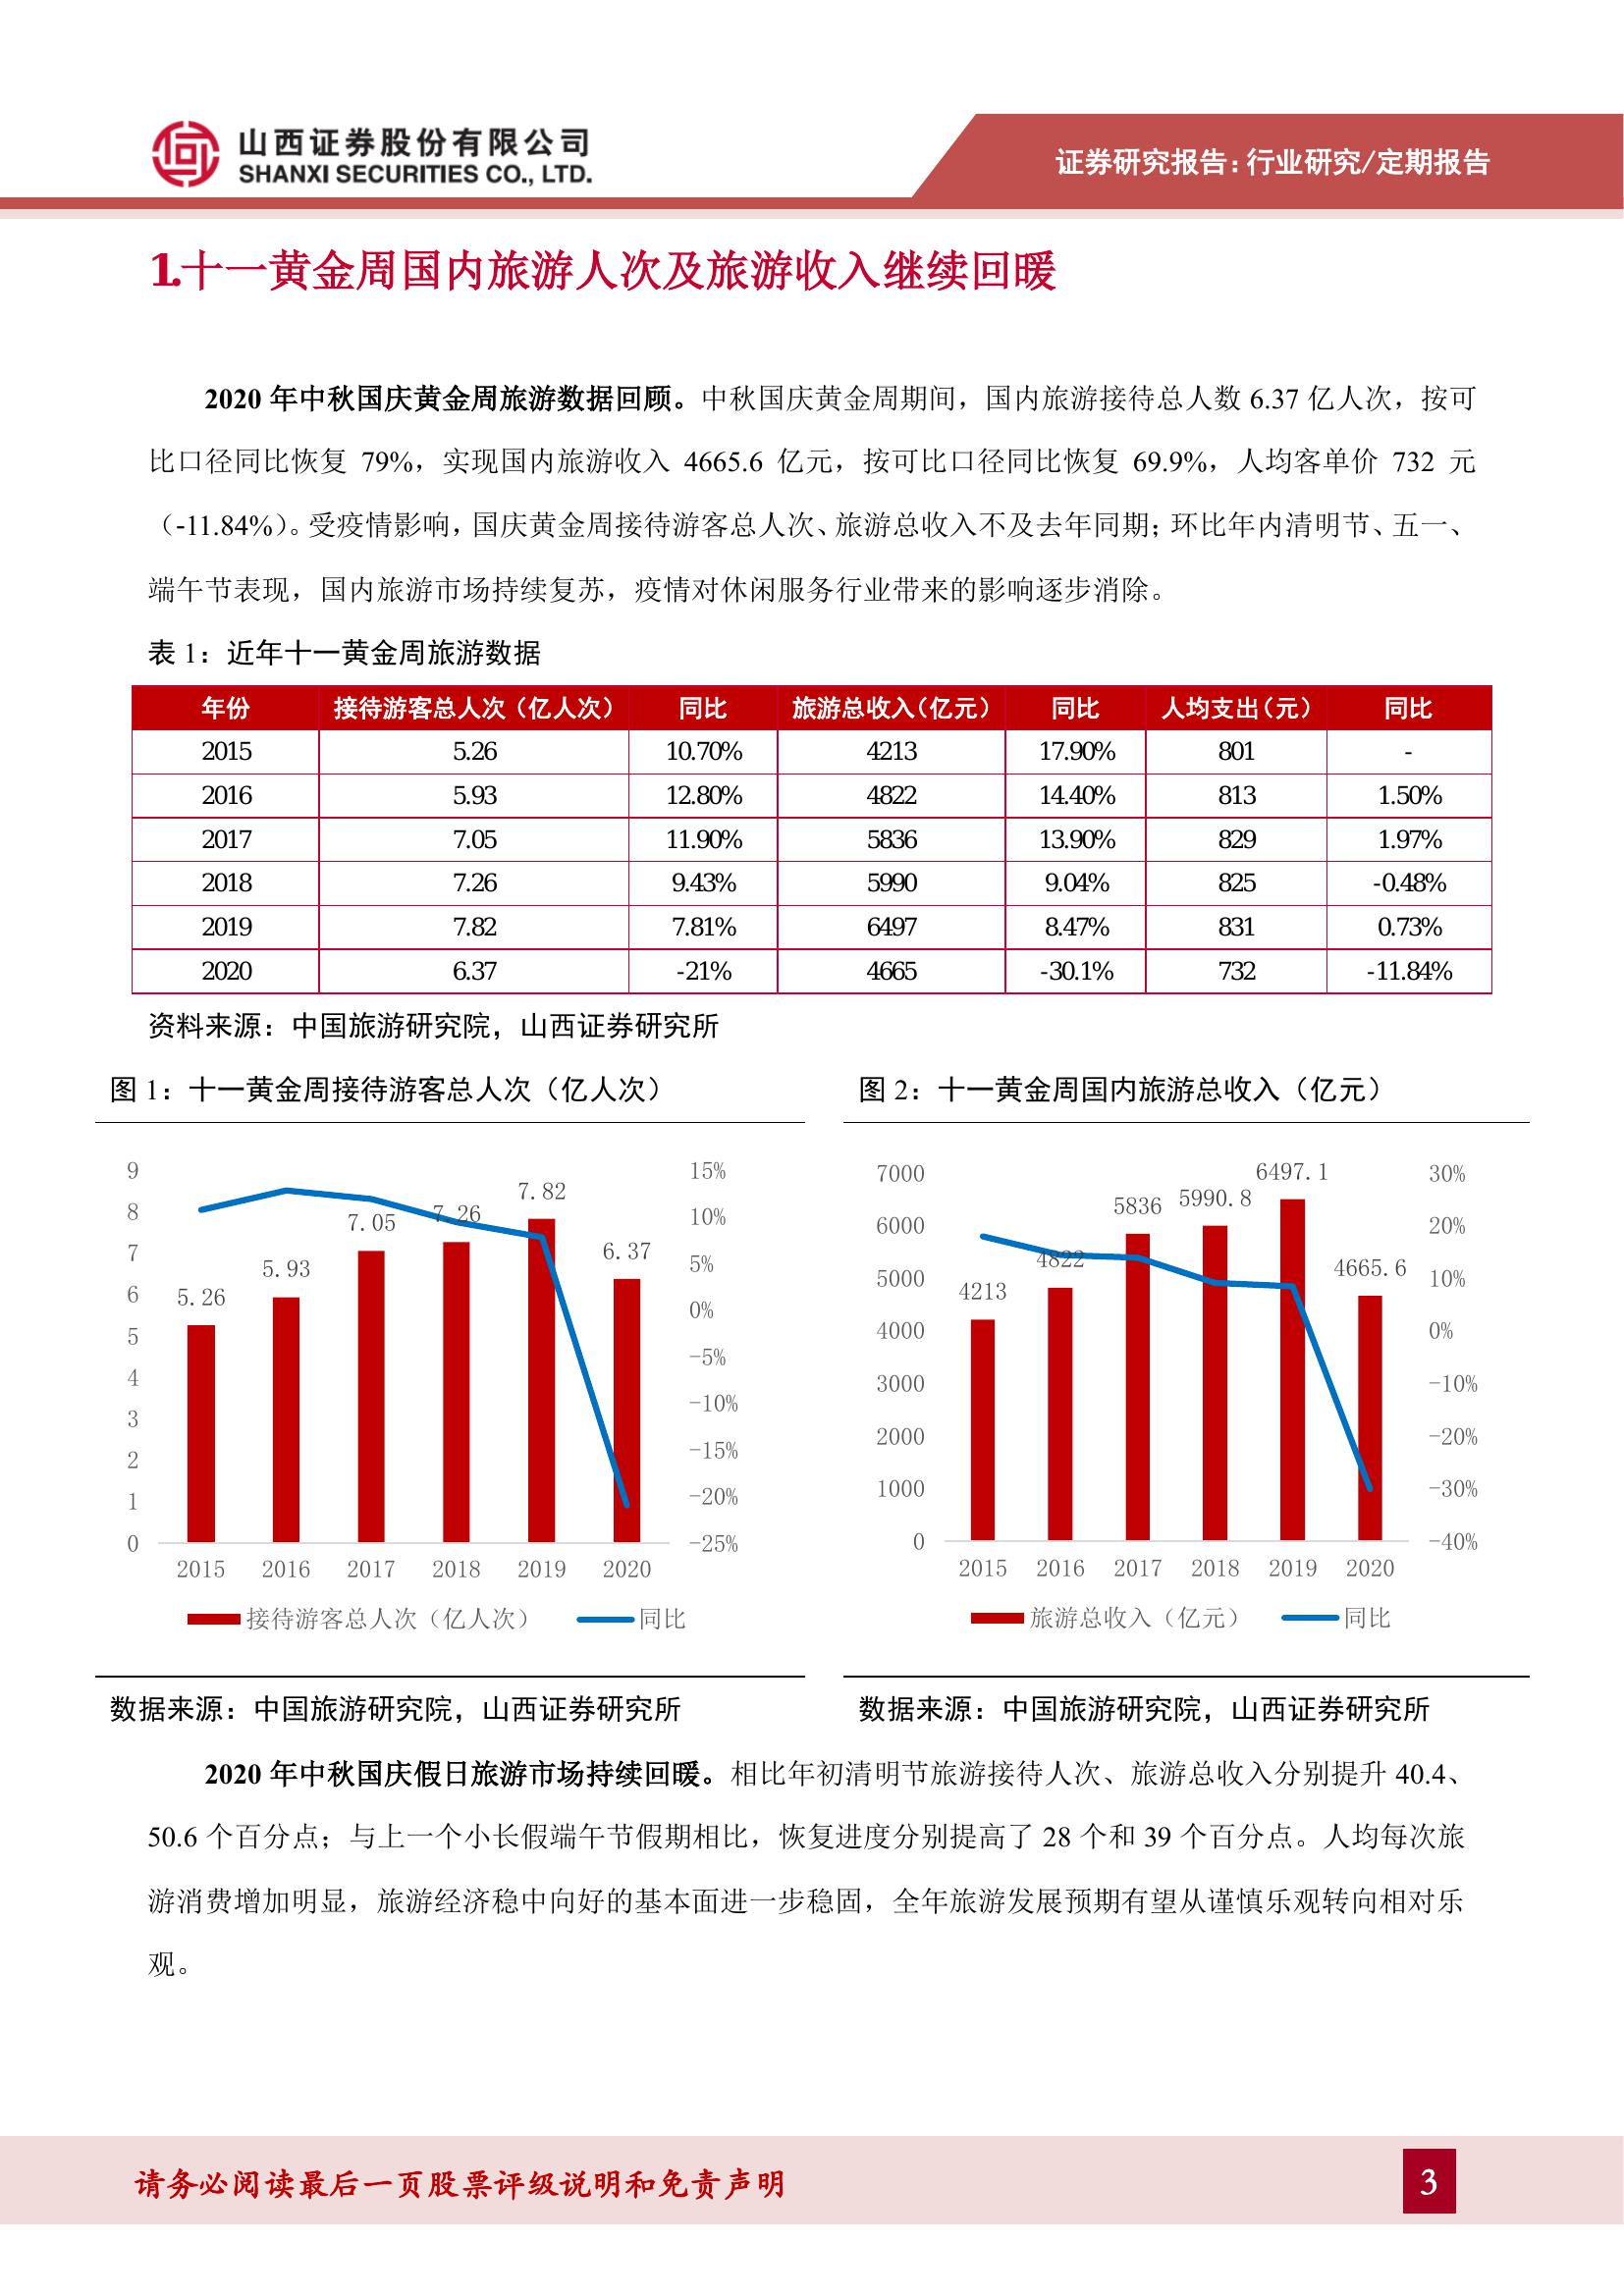 山西证券股份有限公司
SHANXI SECURITIES CO., LTD.
证券研究报告：行业研究/定期报告
1.十一黄金周国内旅游人次及旅游收入继续回暖
2020 年中秋国庆黄金周旅游数据回顾。中秋国庆黄金周期间，国内旅游接待总人数 6.37 亿人次，按可
比口径同比恢复 79%，实现国内旅游收入 4665.6 亿元，按可比口径同比恢复 69.9%，人均客单价 732 元
（-11.84%）。受疫情影响，国庆黄金周接待游客总人次、旅游总收入不及去年同期；环比年内清明节、五一、
端午节表现，国内旅游市场持续复苏，疫情对休闲服务行业带来的影响逐步消除。
表 1：近年十一黄金周旅游数据
年份 接待游客总人次（亿人次） 同比 旅游总收入（亿元） 同比 人均支出（元） 同比
2015 5.26 10.70% 4213 17.90% 801 -
2016 5.93 12.80% 4822 14.40% 813 1.50%
2017 7.05 11.90% 5836 13.90% 829 1.97%
2018 7.26 9.43% 5990 9.04% 825 -0.48%
2019 7.82 7.81% 6497 8.47% 831 0.73%
2020 6.37 -21% 4665 -30.1% 732 -11.84%
资料来源：中国旅游研究院，山西证券研究所
图 1：十一黄金周接待游客总人次（亿人次）
9
8
7
6
5
4
3
2
1
0
5.26
5.93
7.05
7.26
7.82
6.37
15%
10%
5%
0%
-5%
-10%
-15%
-20%
-25%
2015 2016 2017 2018 2019 2020
接待游客总人次（亿人次） 同比
数据来源：中国旅游研究院，山西证券研究所
图 2：十一黄金周国内旅游总收入（亿元）
7000
6000
5000
4000
3000
2000
1000
0
4213
4822
5836
5990.8
6497.1
4665.6
30%
20%
10%
0%
-10%
-20%
-30%
-40%
2015 2016 2017 2018 2019 2020
旅游总收入（亿元） 同比
数据来源：中国旅游研究院，山西证券研究所
2020 年中秋国庆假日旅游市场持续回暖。相比年初清明节旅游接待人次、旅游总收入分别提升 40.4、
50.6 个百分点；与上一个小长假端午节假期相比，恢复进度分别提高了 28 个和 39 个百分点。人均每次旅
游消费增加明显，旅游经济稳中向好的基本面进一步稳固，全年旅游发展预期有望从谨慎乐观转向相对乐
观。
请务必阅读最后一页股票评级说明和免责声明
3